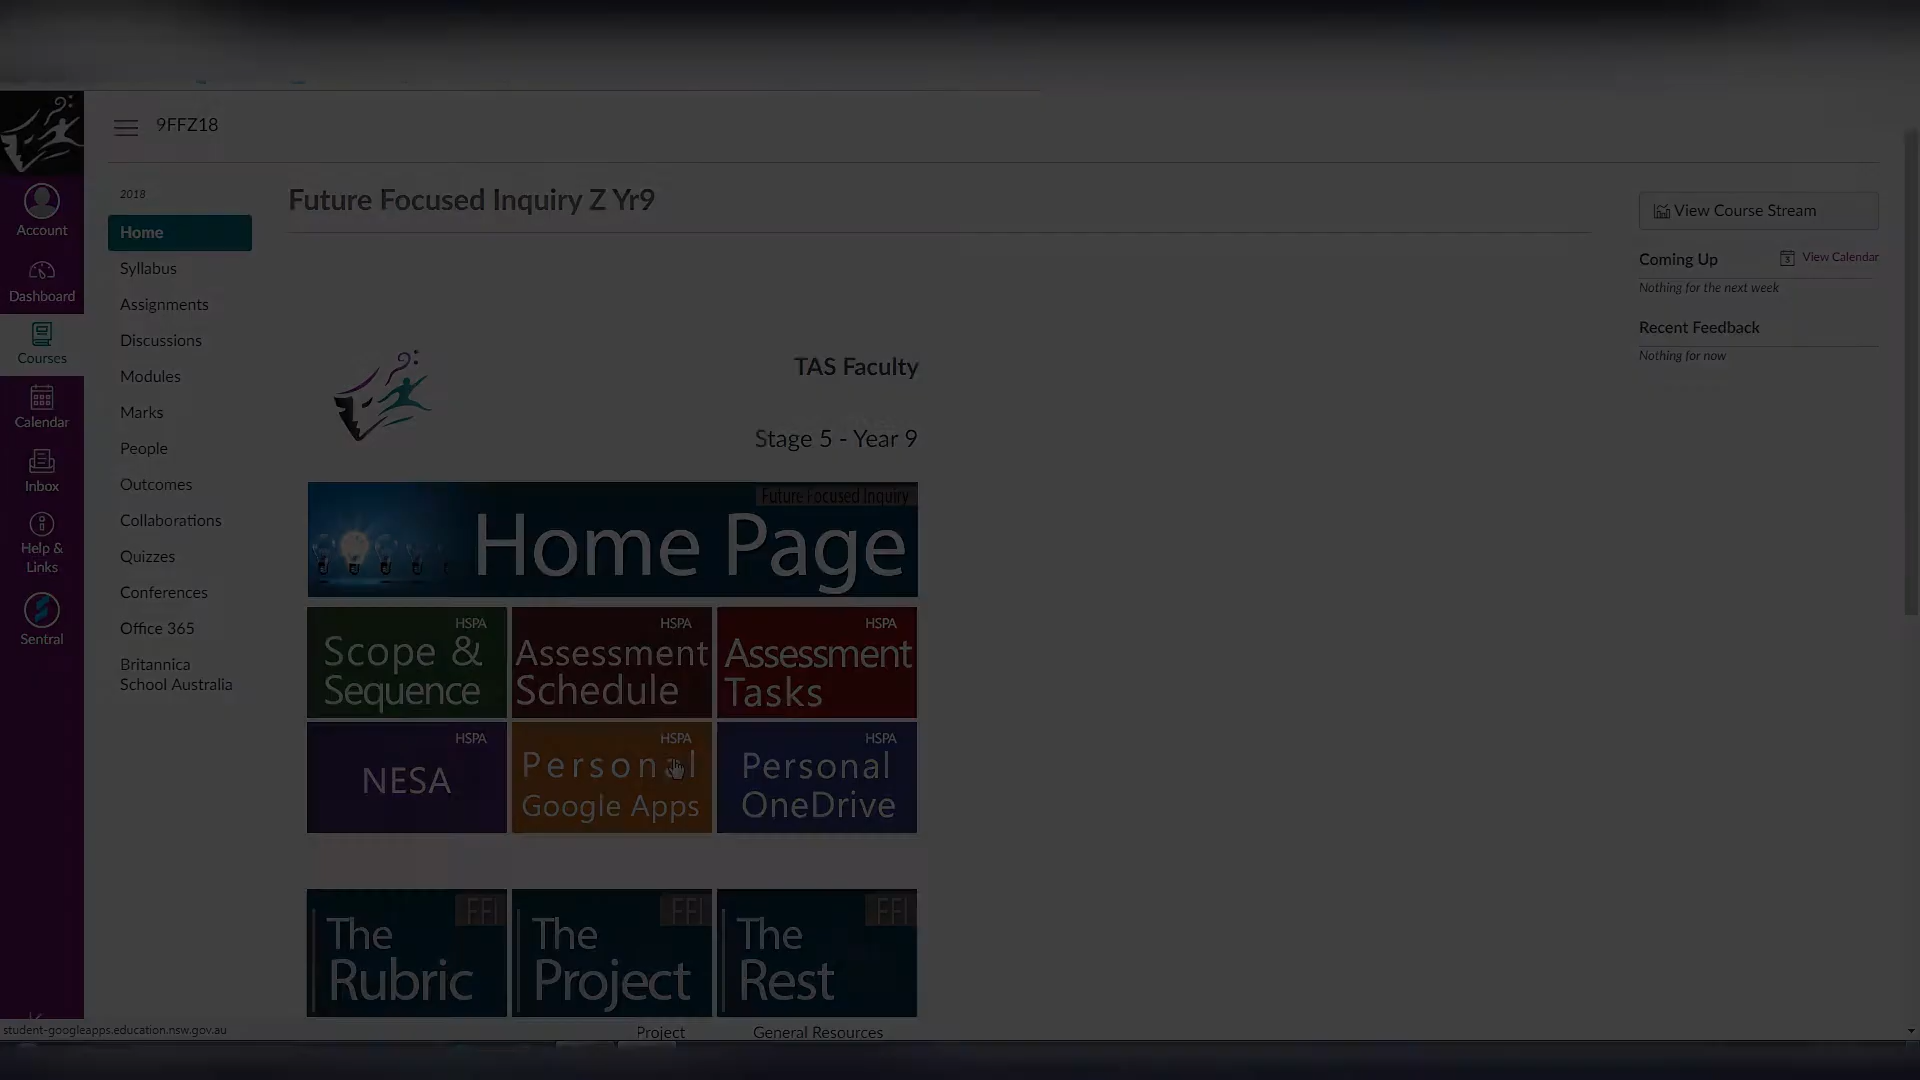 9FFZ18
Account
Dashboard
Courses
Calendar
Inbox
Help &
Links
Sentral
2018
Home
Syllabus
Assignments
Discussions
Modules
Marks
People
Outcomes
Collaborations
Quizzes
Conferences
Office 365
Britannica
School Australia
Future Focused Inquiry Z Yr9
TAS Faculty
Stage 5 - Year 9
Future Focused Inquiry
Home Page
HSPA
Scope &
Sequence
HSPA
Assessment
Schedule
HSPA
Assessment
Tasks
HSPA
NESA
HSPA
Personal
Google Apps
HSPA
Personal
OneDrive
FFI
The
Rubric
FFI
The
Project
FFI
The
Rest
Project
General Resources
View Course Stream
Coming Up
View Calendar
Nothing for the next week
Recent Feedback
Nothing for now
student-googleapps.education.nsw.gov.au